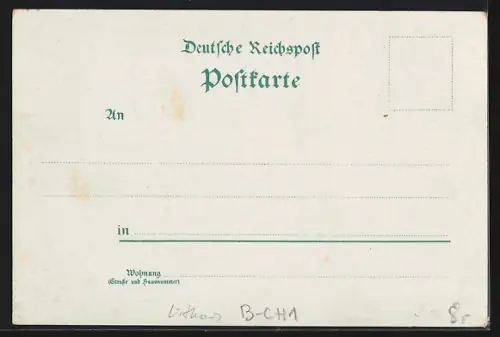 Deutsche Reichspost
Postkarte
An
in
Wohnung
(Straße und Hausnummer)
B-CH1